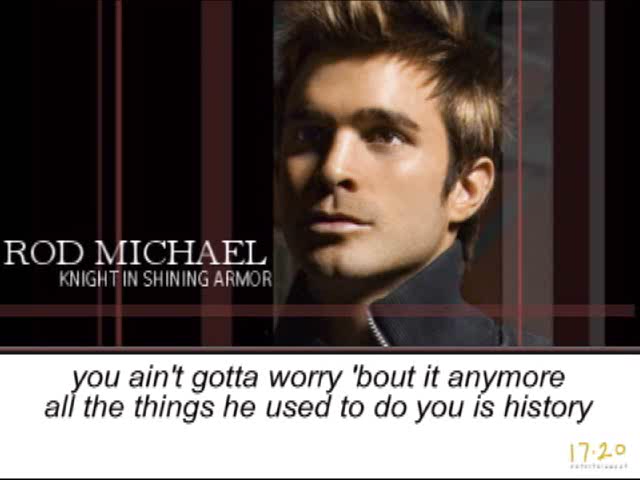 ROD MICHAEL
KNIGHT IN SHINING ARMOR
you ain't gotta worry 'bout it anymore
all the things he used to do you is history
17·20
ENTERTAINMENT